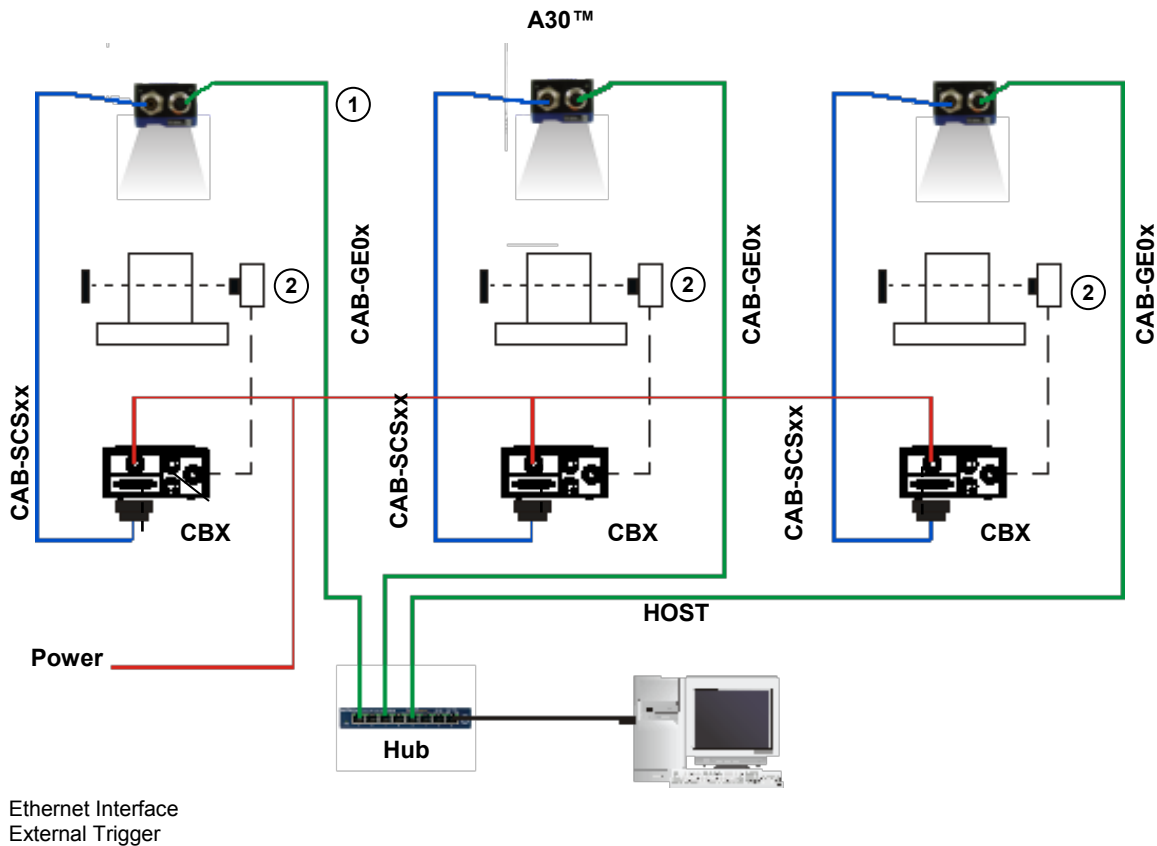 A30™
1
CAB-GE0x
CAB-GE0x
CAB-GE0x
2
2
2
CAB-SCSxx
CAB-SCSxx
CAB-SCSxx
CBX
CBX
CBX
HOST
Power
Hub
Ethernet Interface
External Trigger